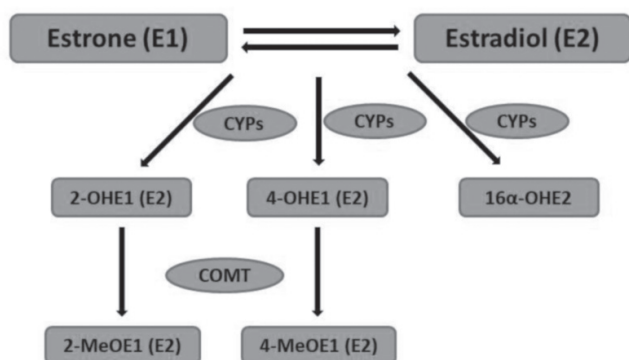 Estrone (E1)
Estradiol (E2)
CYPs
CYPs
CYPs
2-OHE1 (E2)
4-OHE1 (E2)
16α-OHE2
COMT
2-MeOE1 (E2)
4-MeOE1 (E2)